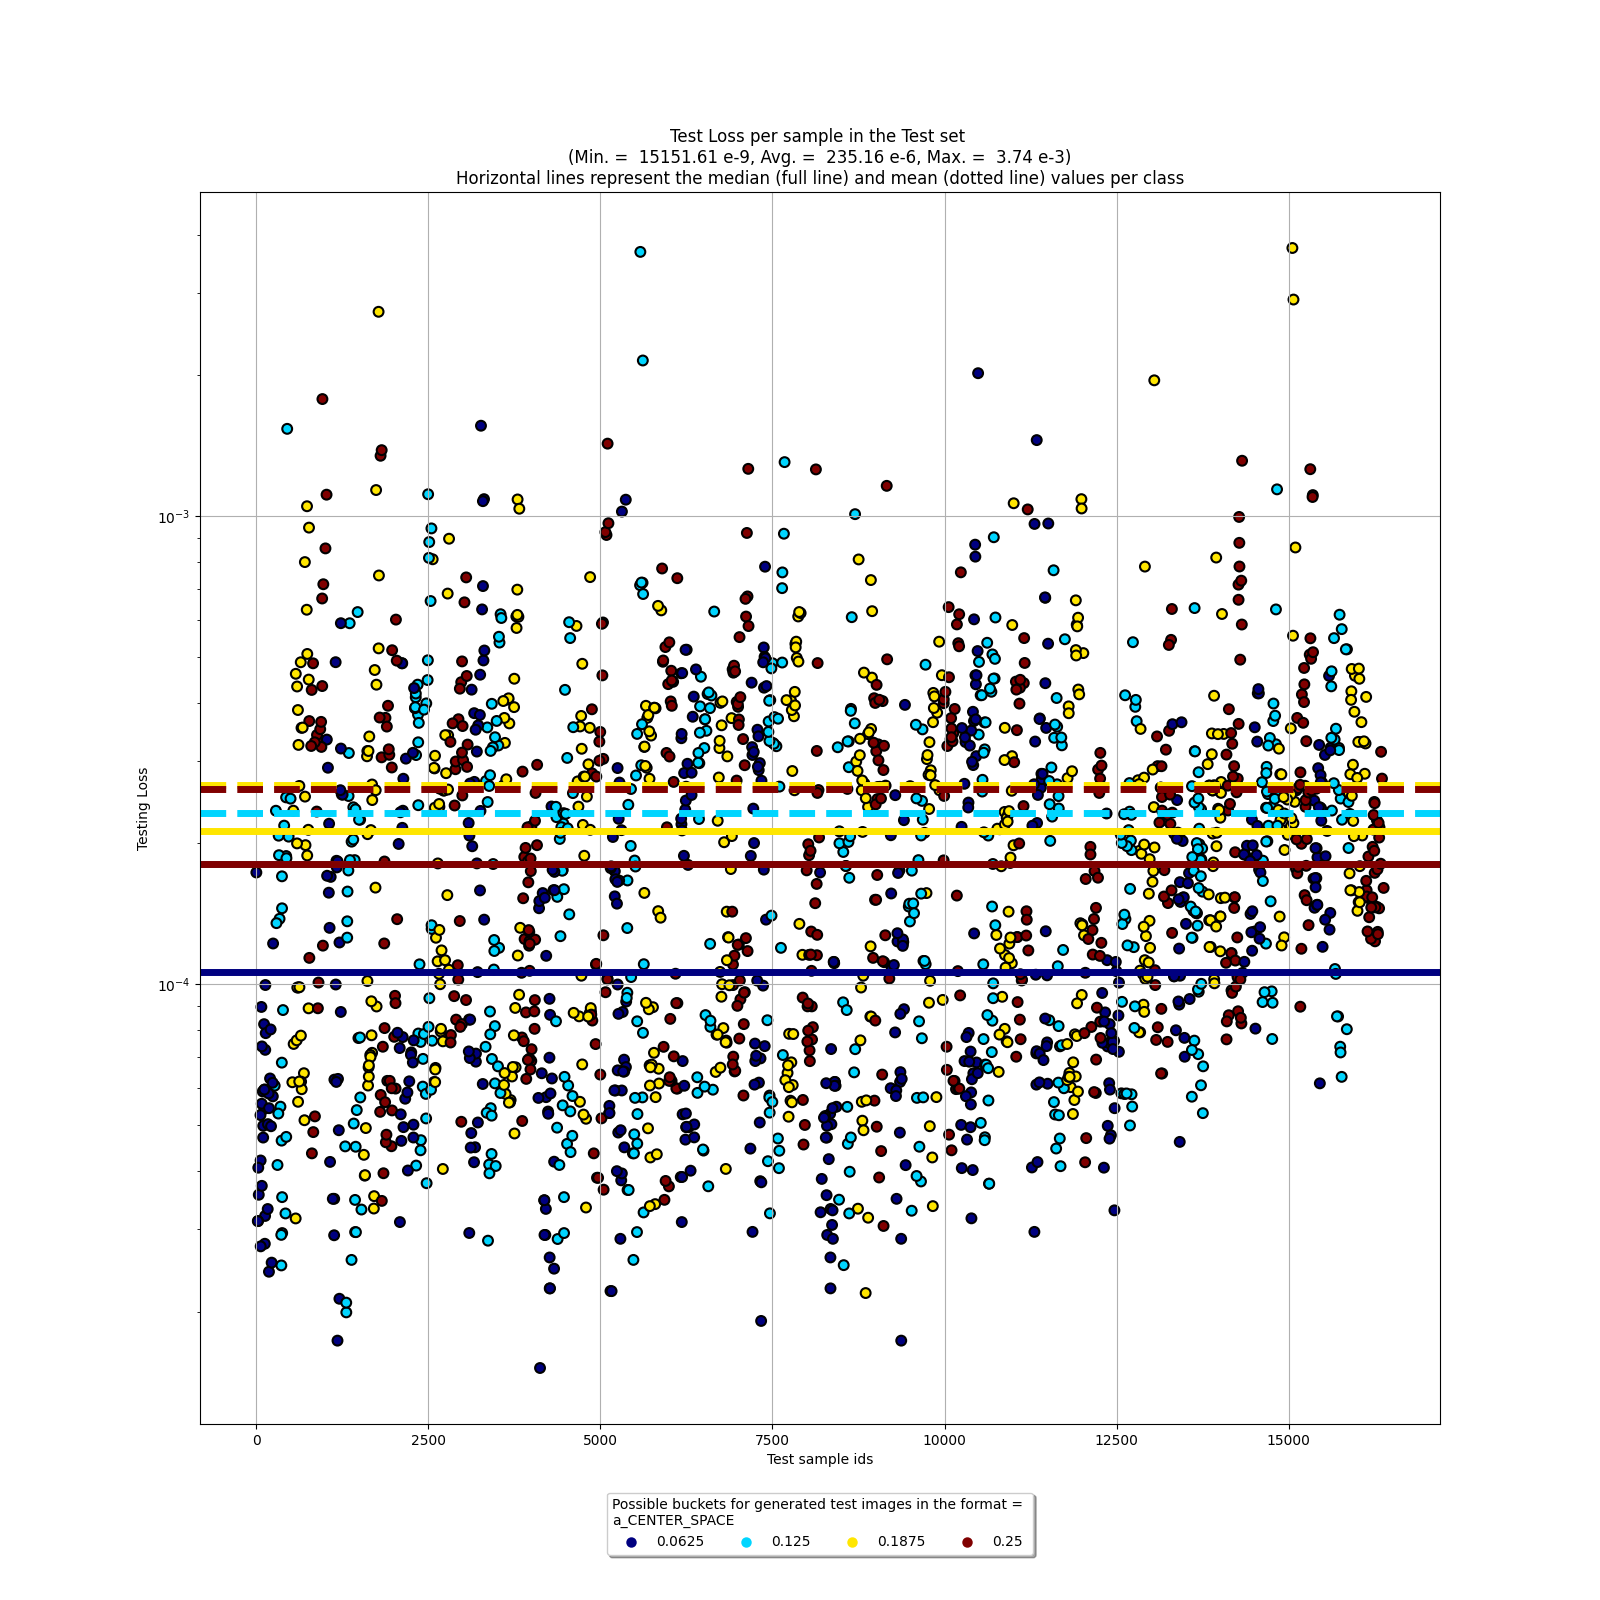 Test Loss per sample in the Test set
(Min. = 15151.61 e-9, Avg. = 235.16 e-6, Max. = 3.74 e-3)
Horizontal lines represent the median (full line) and mean (dotted line) values per class
Testing Loss
10⁻³
10⁻⁴
0 2500 5000 7500 10000 12500 15000
Test sample ids
Possible buckets for generated test images in the format =
a_CENTER_SPACE
0.0625 0.125 0.1875 0.25